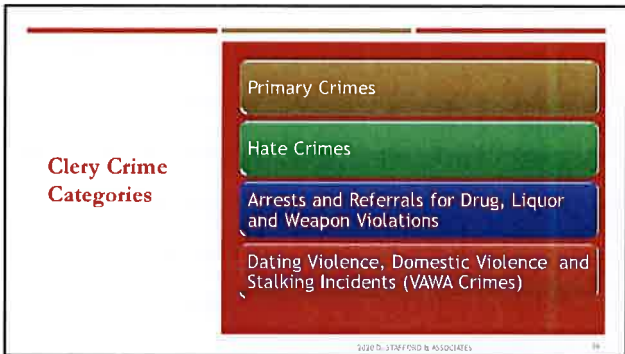 Clery Crime
Categories
Primary Crimes
Hate Crimes
Arrests and Referrals for Drug, Liquor
and Weapon Violations
Dating Violence, Domestic Violence and
Stalking Incidents (VAWA Crimes)
STAFFORD & ASSOCIATES